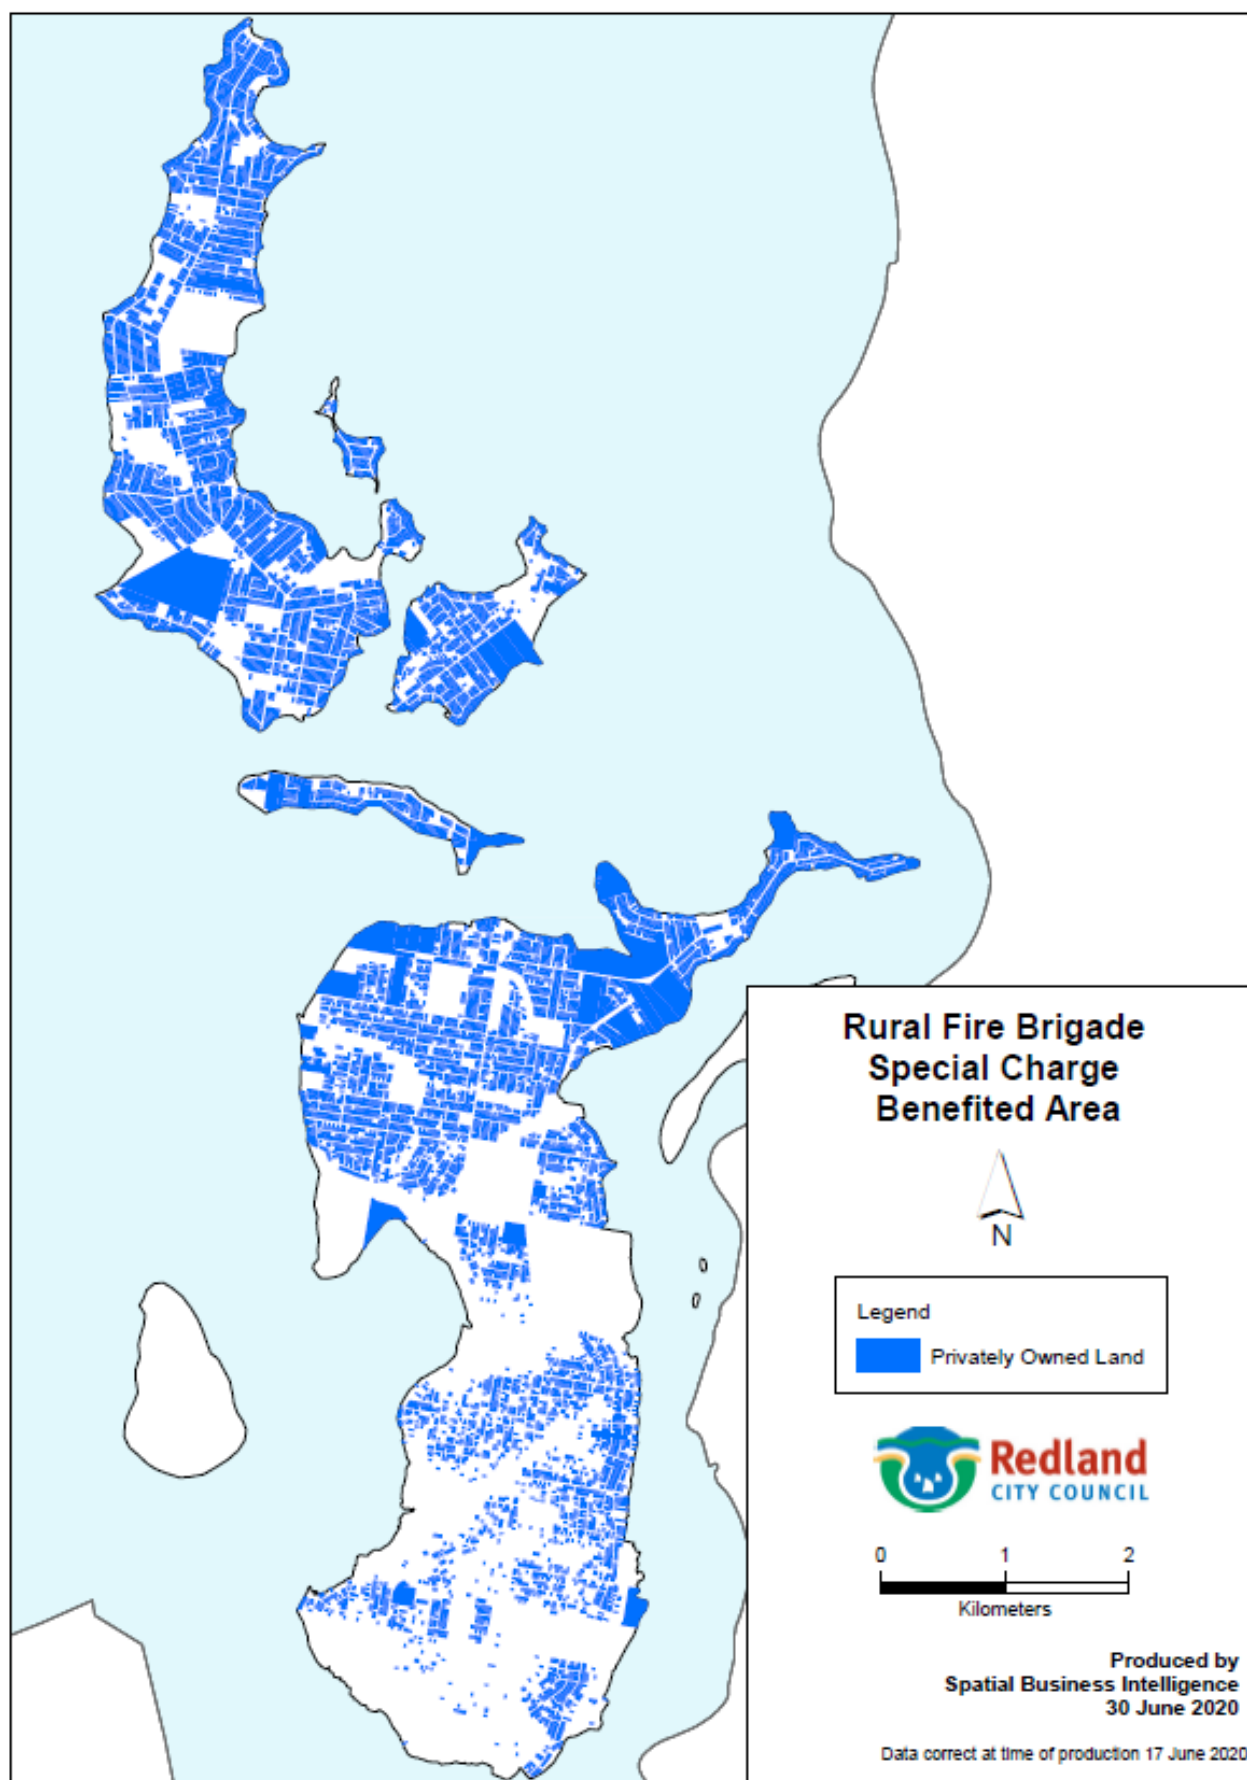 Rural Fire Brigade
Special Charge
Benefited Area
N
Legend
Privately Owned Land
Redland
CITY COUNCIL
0 1 2
Kilometers
Produced by
Spatial Business Intelligence
30 June 2020
Data correct at time of production 17 June 2020